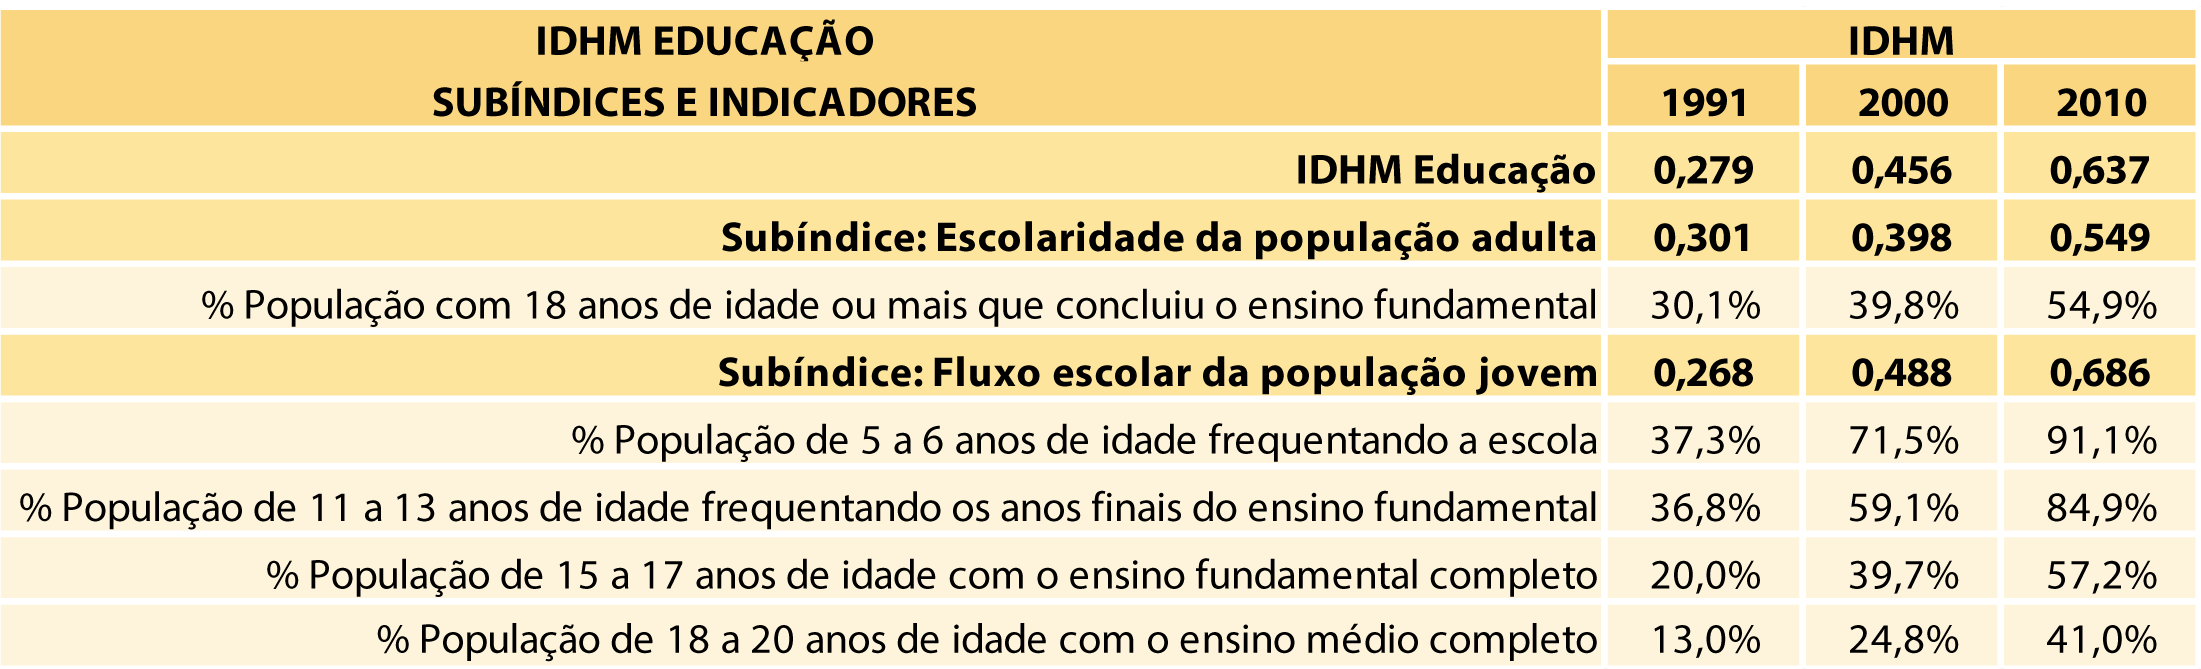 IDHM EDUCAÇÃO
SUBÍNDICES E INDICADORES
IDHM
1991 2000 2010
IDHM Educação 0,279 0,456 0,637
Subíndice: Escolaridade da população adulta 0,301 0,398 0,549
% População com 18 anos de idade ou mais que concluiu o ensino fundamental 30,1% 39,8% 54,9%
Subíndice: Fluxo escolar da população jovem 0,268 0,488 0,686
% População de 5 a 6 anos de idade frequentando a escola 37,3% 71,5% 91,1%
% População de 11 a 13 anos de idade frequentando os anos finais do ensino fundamental 36,8% 59,1% 84,9%
% População de 15 a 17 anos de idade com o ensino fundamental completo 20,0% 39,7% 57,2%
% População de 18 a 20 anos de idade com o ensino médio completo 13,0% 24,8% 41,0%